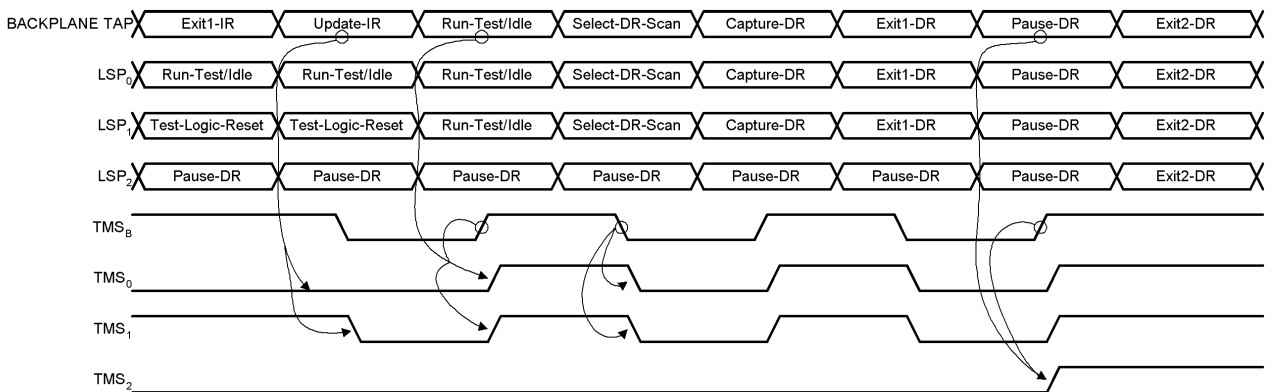 BACKPLANE TAP Exit1-IR Update-IR Run-Test/Idle Select-DR-Scan Capture-DR Exit1-DR Pause-DR Exit2-DR
LSP0 Run-Test/Idle Run-Test/Idle Run-Test/Idle Select-DR-Scan Capture-DR Exit1-DR Pause-DR Exit2-DR
LSP1 Test-Logic-Reset Test-Logic-Reset Run-Test/Idle Select-DR-Scan Capture-DR Exit1-DR Pause-DR Exit2-DR
LSP2 Pause-DR Pause-DR Pause-DR Pause-DR Pause-DR Pause-DR Pause-DR Exit2-DR
TMSB
TMS0
TMS1
TMS2